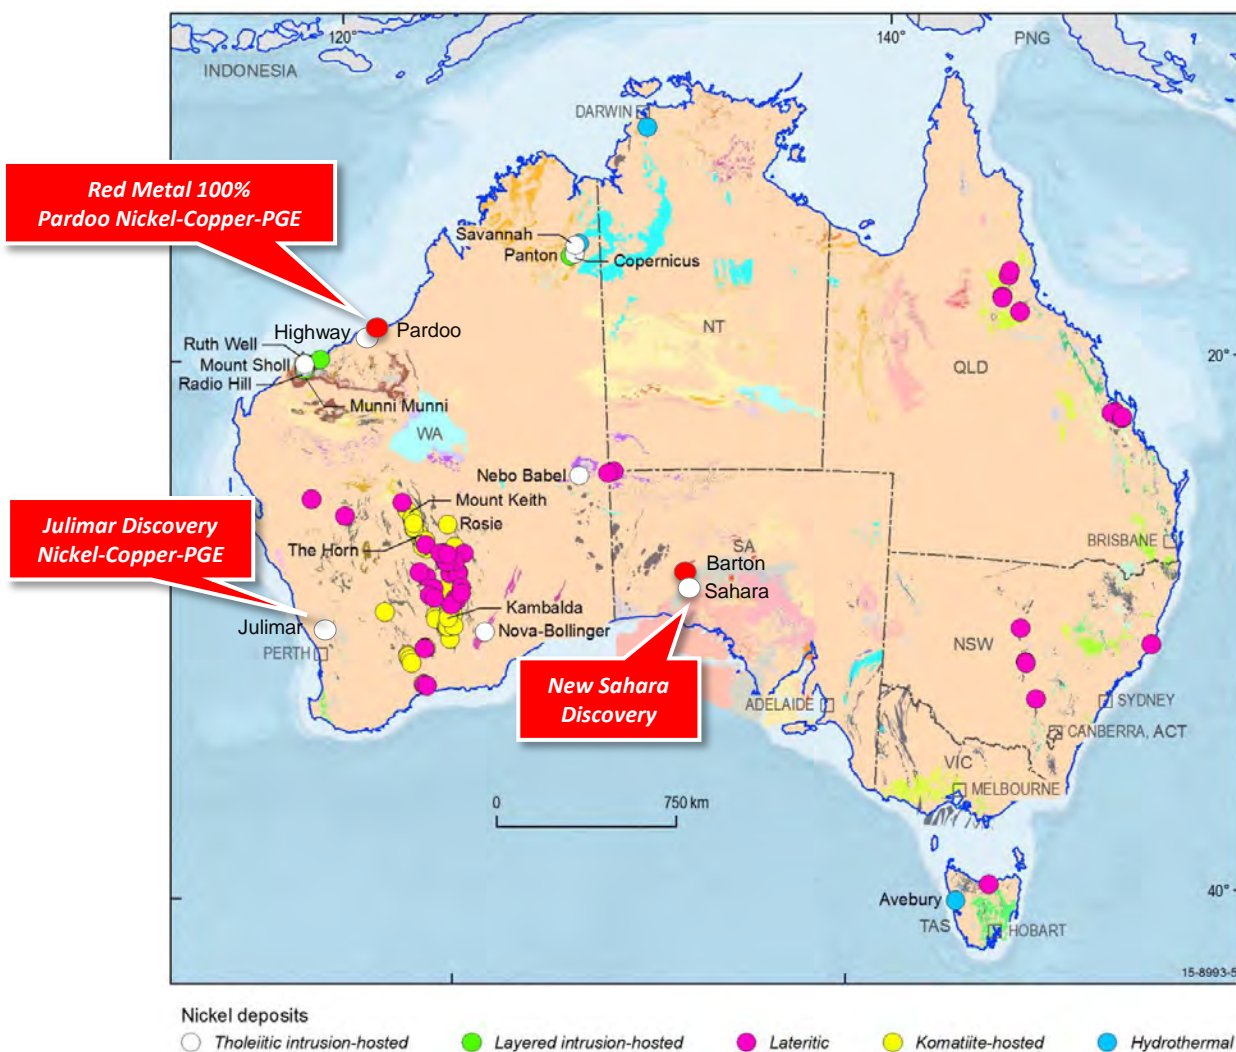 120°
140°
PNG
INDONESIA
DARWIN
Red Metal 100%
Pardoo Nickel-Copper-PGE
Savannah
Panton
Copernicus
Highway
Pardoo
NT
Ruth Well
Mount Sholl
Radio Hill
Munni Munni
20°
QLD
WA
Nebo Babel
Mount Keith
Rosie
Julimar Discovery
Nickel-Copper-PGE
The Horn
SA
BRISBANE
Barton
Sahara
Kambalda
Nova-Bollinger
Julimar
PERTH
NSW
New Sahara
Discovery
ADELAIDE
SYDNEY
CANBERRA, ACT
VIC
MELBOURNE
0
750 km
40°
Avebury
TAS
HOBART
15-8993-5
Nickel deposits
Tholeiitic intrusion-hosted
Layered intrusion-hosted
Lateritic
Komatiite-hosted
Hydrothermal